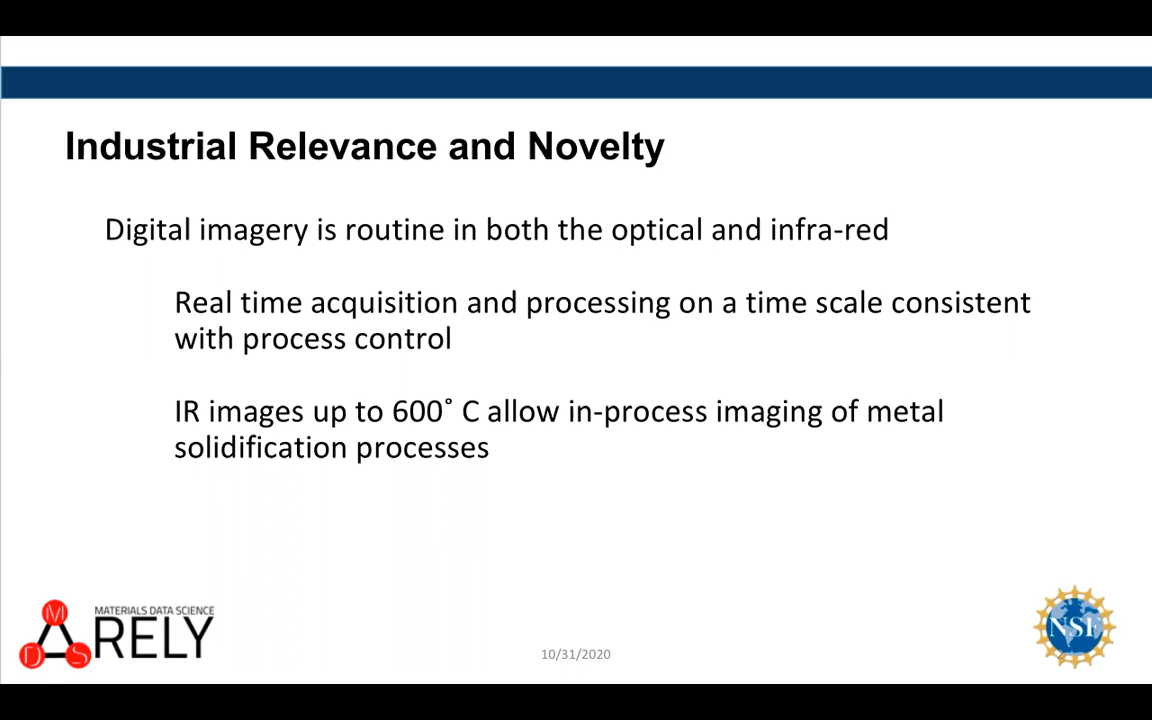 Industrial Relevance and Novelty
Digital imagery is routine in both the optical and infra-red
Real time acquisition and processing on a time scale consistent
with process control
IR images up to 600˚ C allow in-process imaging of metal
solidification processes
MATERIALS DATA SCIENCE
RELY
M
D S
10/31/2020
NSF